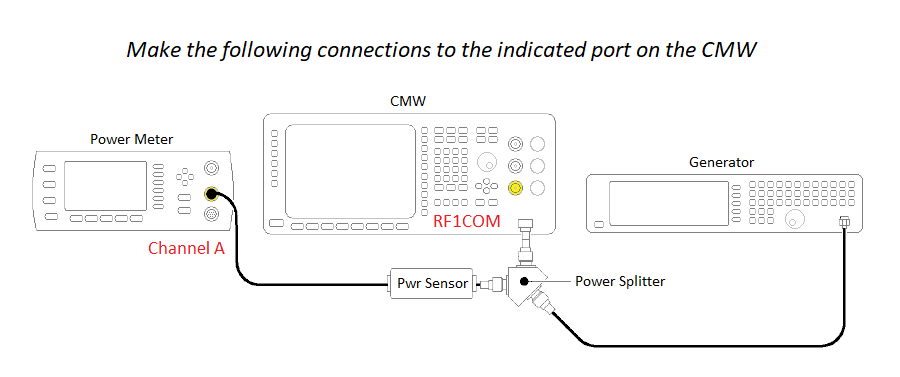 Make the following connections to the indicated port on the CMW
CMW
Power Meter
Generator
RF1COM
Channel A
Pwr Sensor
Power Splitter